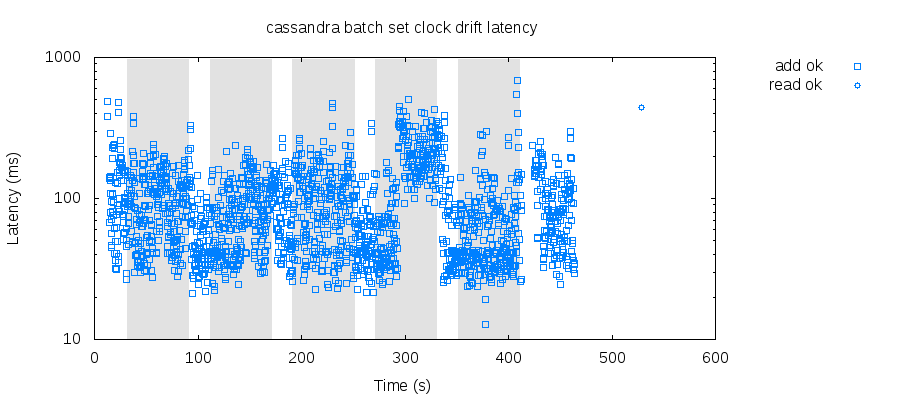 cassandra batch set clock drift latency
1000
100
10
Latency (ms)
0 100 200 300 400 500 600
Time (s)
add ok
read ok